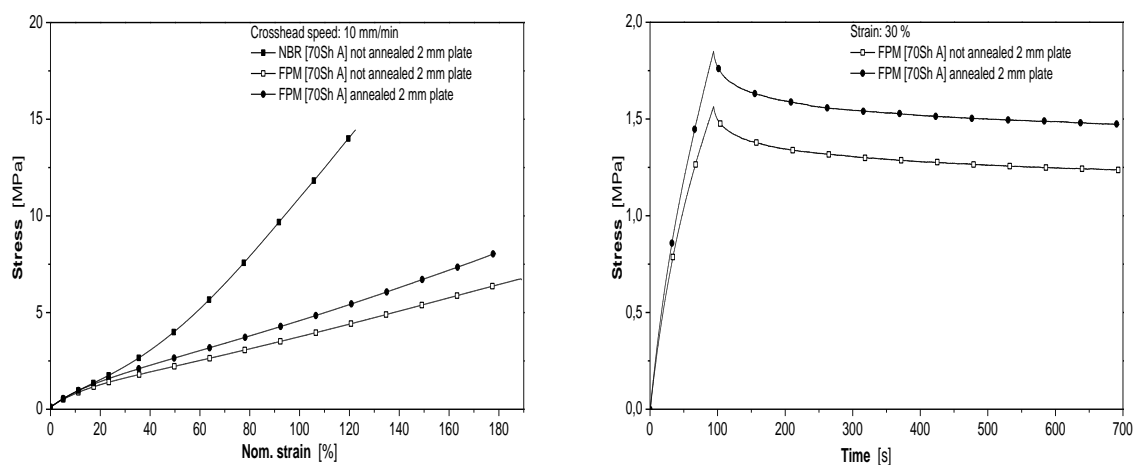 Crosshead speed: 10 mm/min
NBR [70Sh A] not annealed 2 mm plate
FPM [70Sh A] not annealed 2 mm plate
FPM [70Sh A] annealed 2 mm plate
20
15
10
5
0
Stress [MPa]
0 20 40 60 80 100 120 140 160 180
Nom. strain [%]
Strain: 30 %
FPM [70Sh A] not annealed 2 mm plate
FPM [70Sh A] annealed 2 mm plate
2,0
1,5
1,0
0,5
0,0
Stress [MPa]
0 100 200 300 400 500 600 700
Time [s]